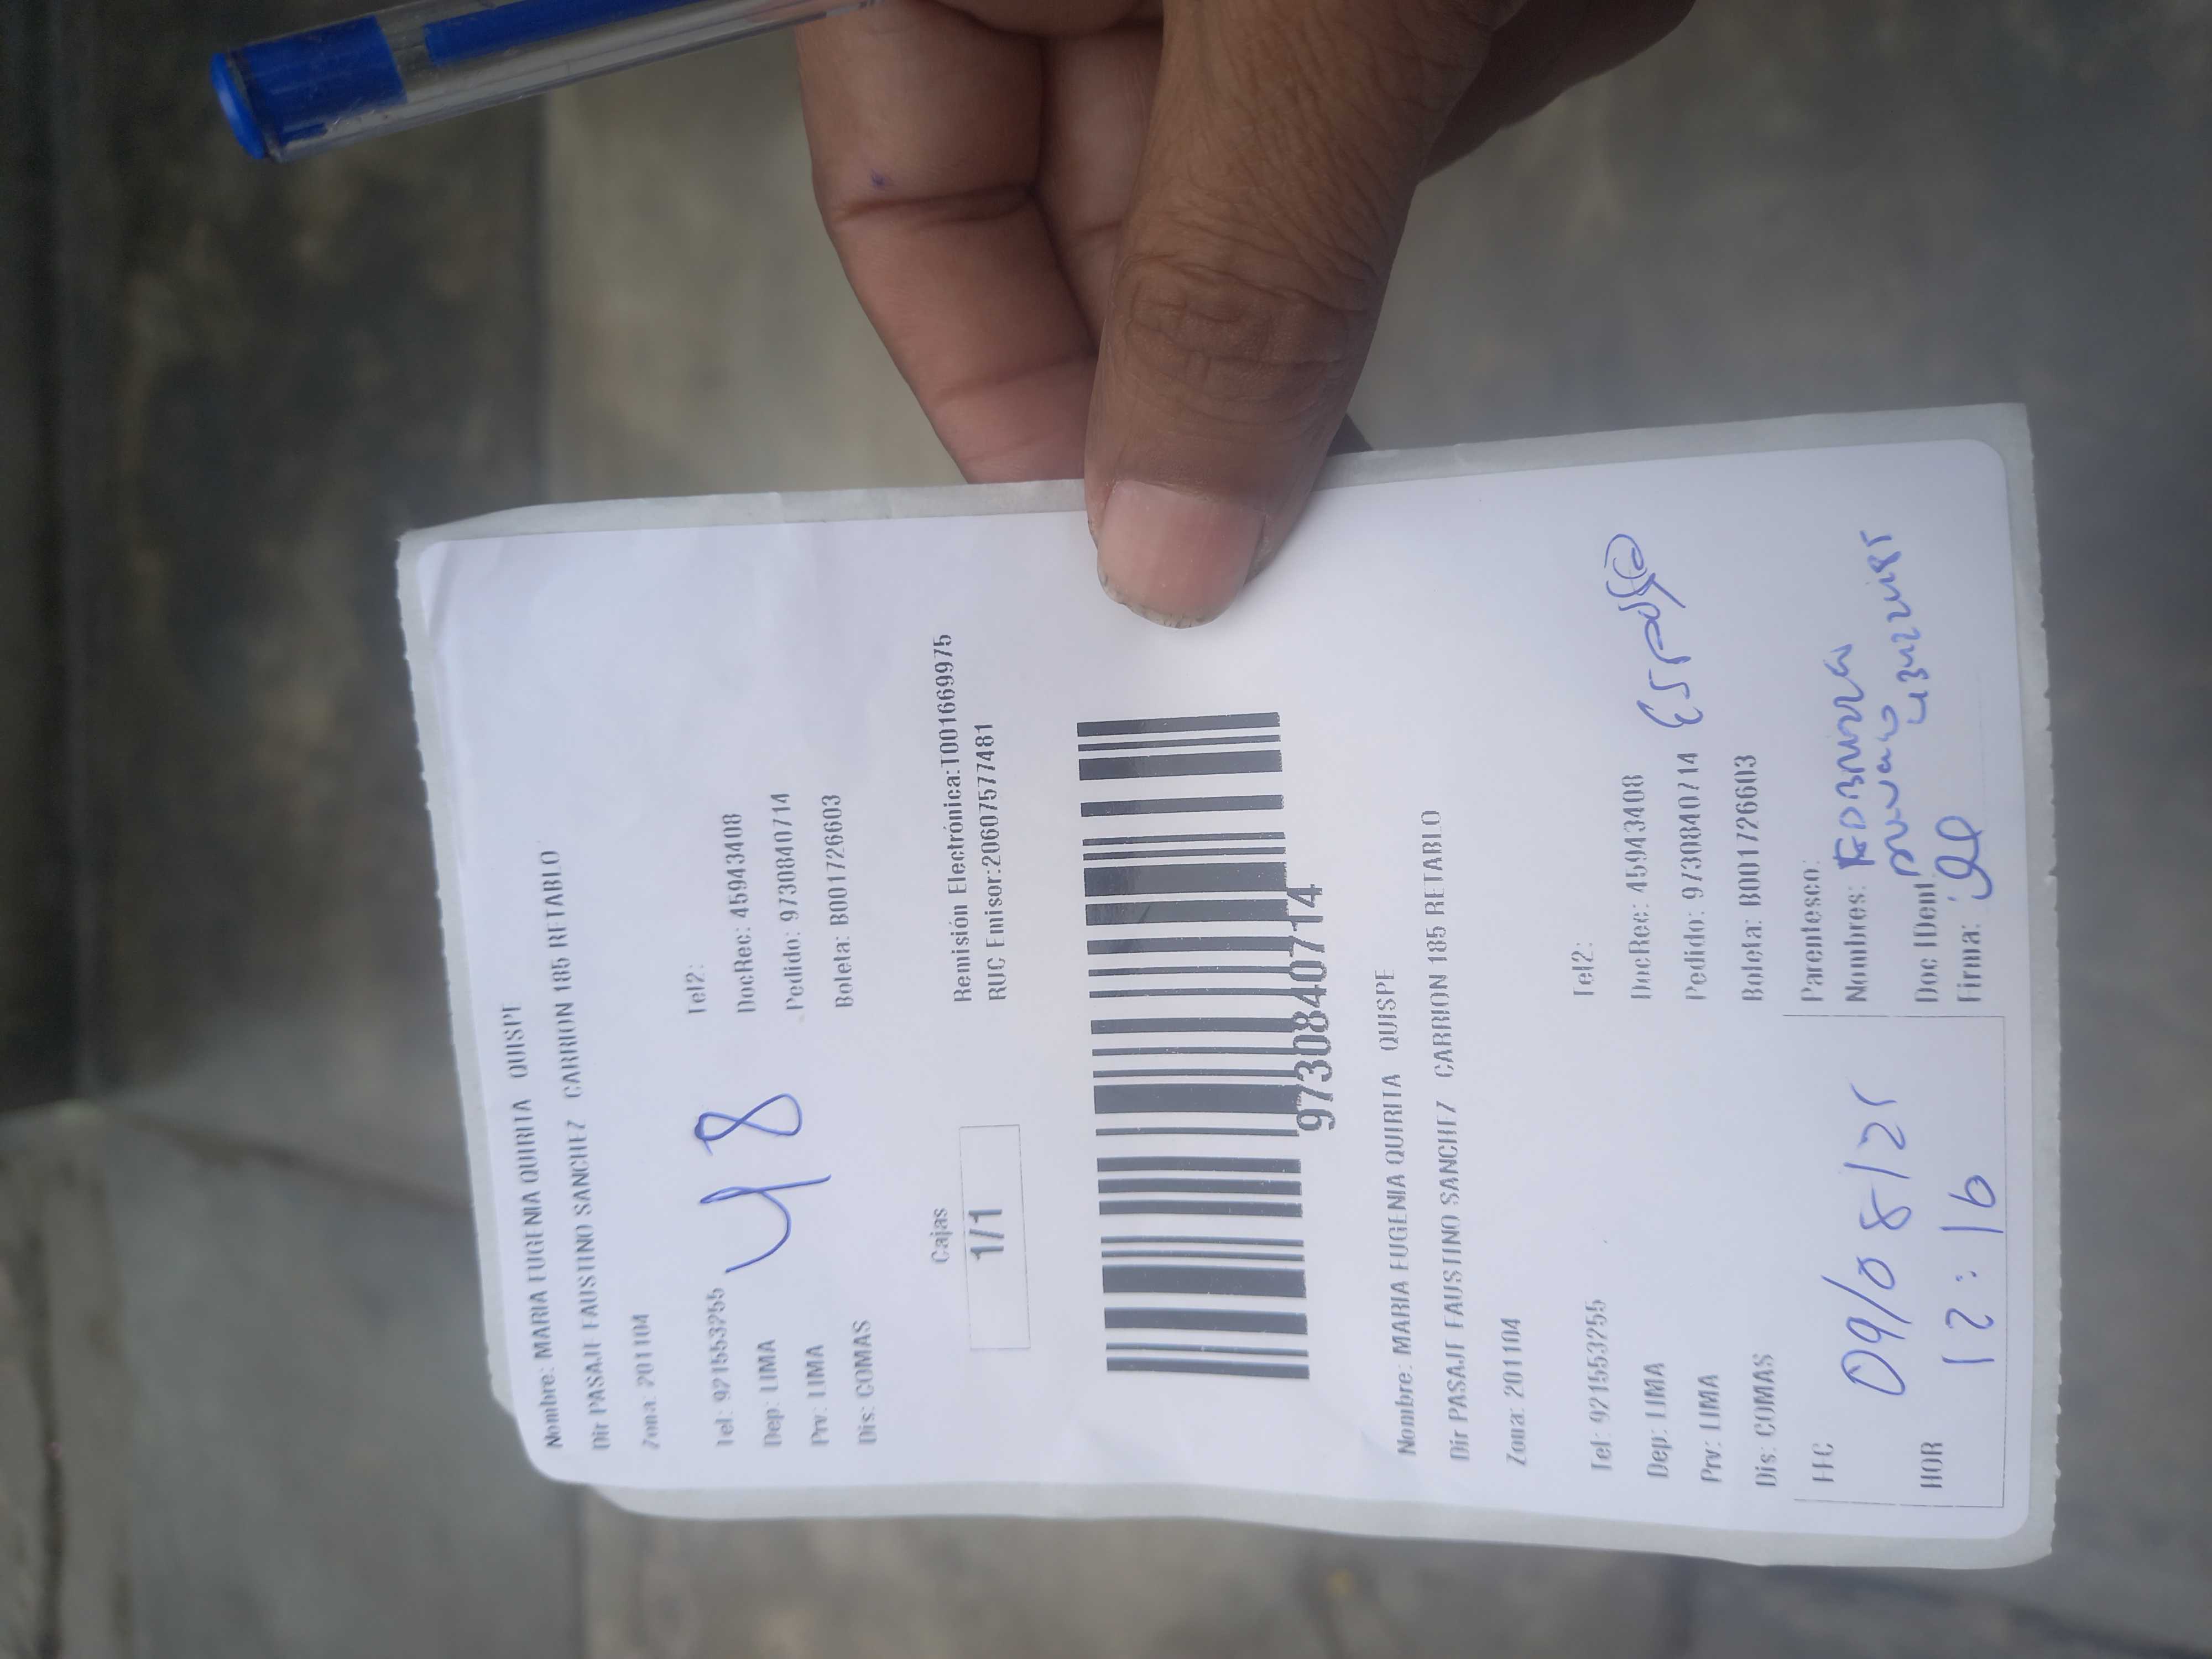 Nombre: MARIA EUGENIA QUIRITA QUISPE
Dir PASAJE FAUSTINO SANCHEZ CARRION 185 RETABLO
Zona: 201104
Tel: 921553255 Tel2:
48
Dep: LIMA DocRec: 45943408
Prv: LIMA Pedido: 9730840714
Dis: COMAS Boleta: B001726603
Cajas
1/1
Remisión Electrónica:T00169975
RUC Emisor:20607577481
9730840714
Nombre: MARIA EUGENIA QUIRITA QUISPE
Dir PASAJE FAUSTINO SANCHEZ CARRION 185 RETABLO
Zona: 201104
Tel: 921553255 Tel2:
Dep: LIMA DocRec: 45943408
Prv: LIMA Pedido: 9730840714
Dis: COMAS Boleta: B001726603
FEC 09/08/25
HOR 12:16
Parentesco:
Nombres:
Doc IDent
Firma: